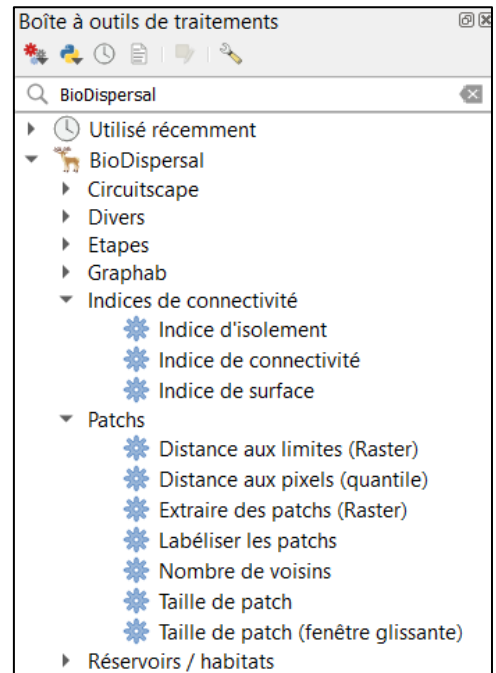 Boîte à outils de traitements
BioDispersal
Utilisé récemment
BioDispersal
Circuitscape
Divers
Etapes
Graphab
Indices de connectivité
Indice d'isolement
Indice de connectivité
Indice de surface
Patchs
Distance aux limites (Raster)
Distance aux pixels (quantile)
Extraire des patchs (Raster)
Labéliser les patchs
Nombre de voisins
Taille de patch
Taille de patch (fenêtre glissante)
Réservoirs / habitats